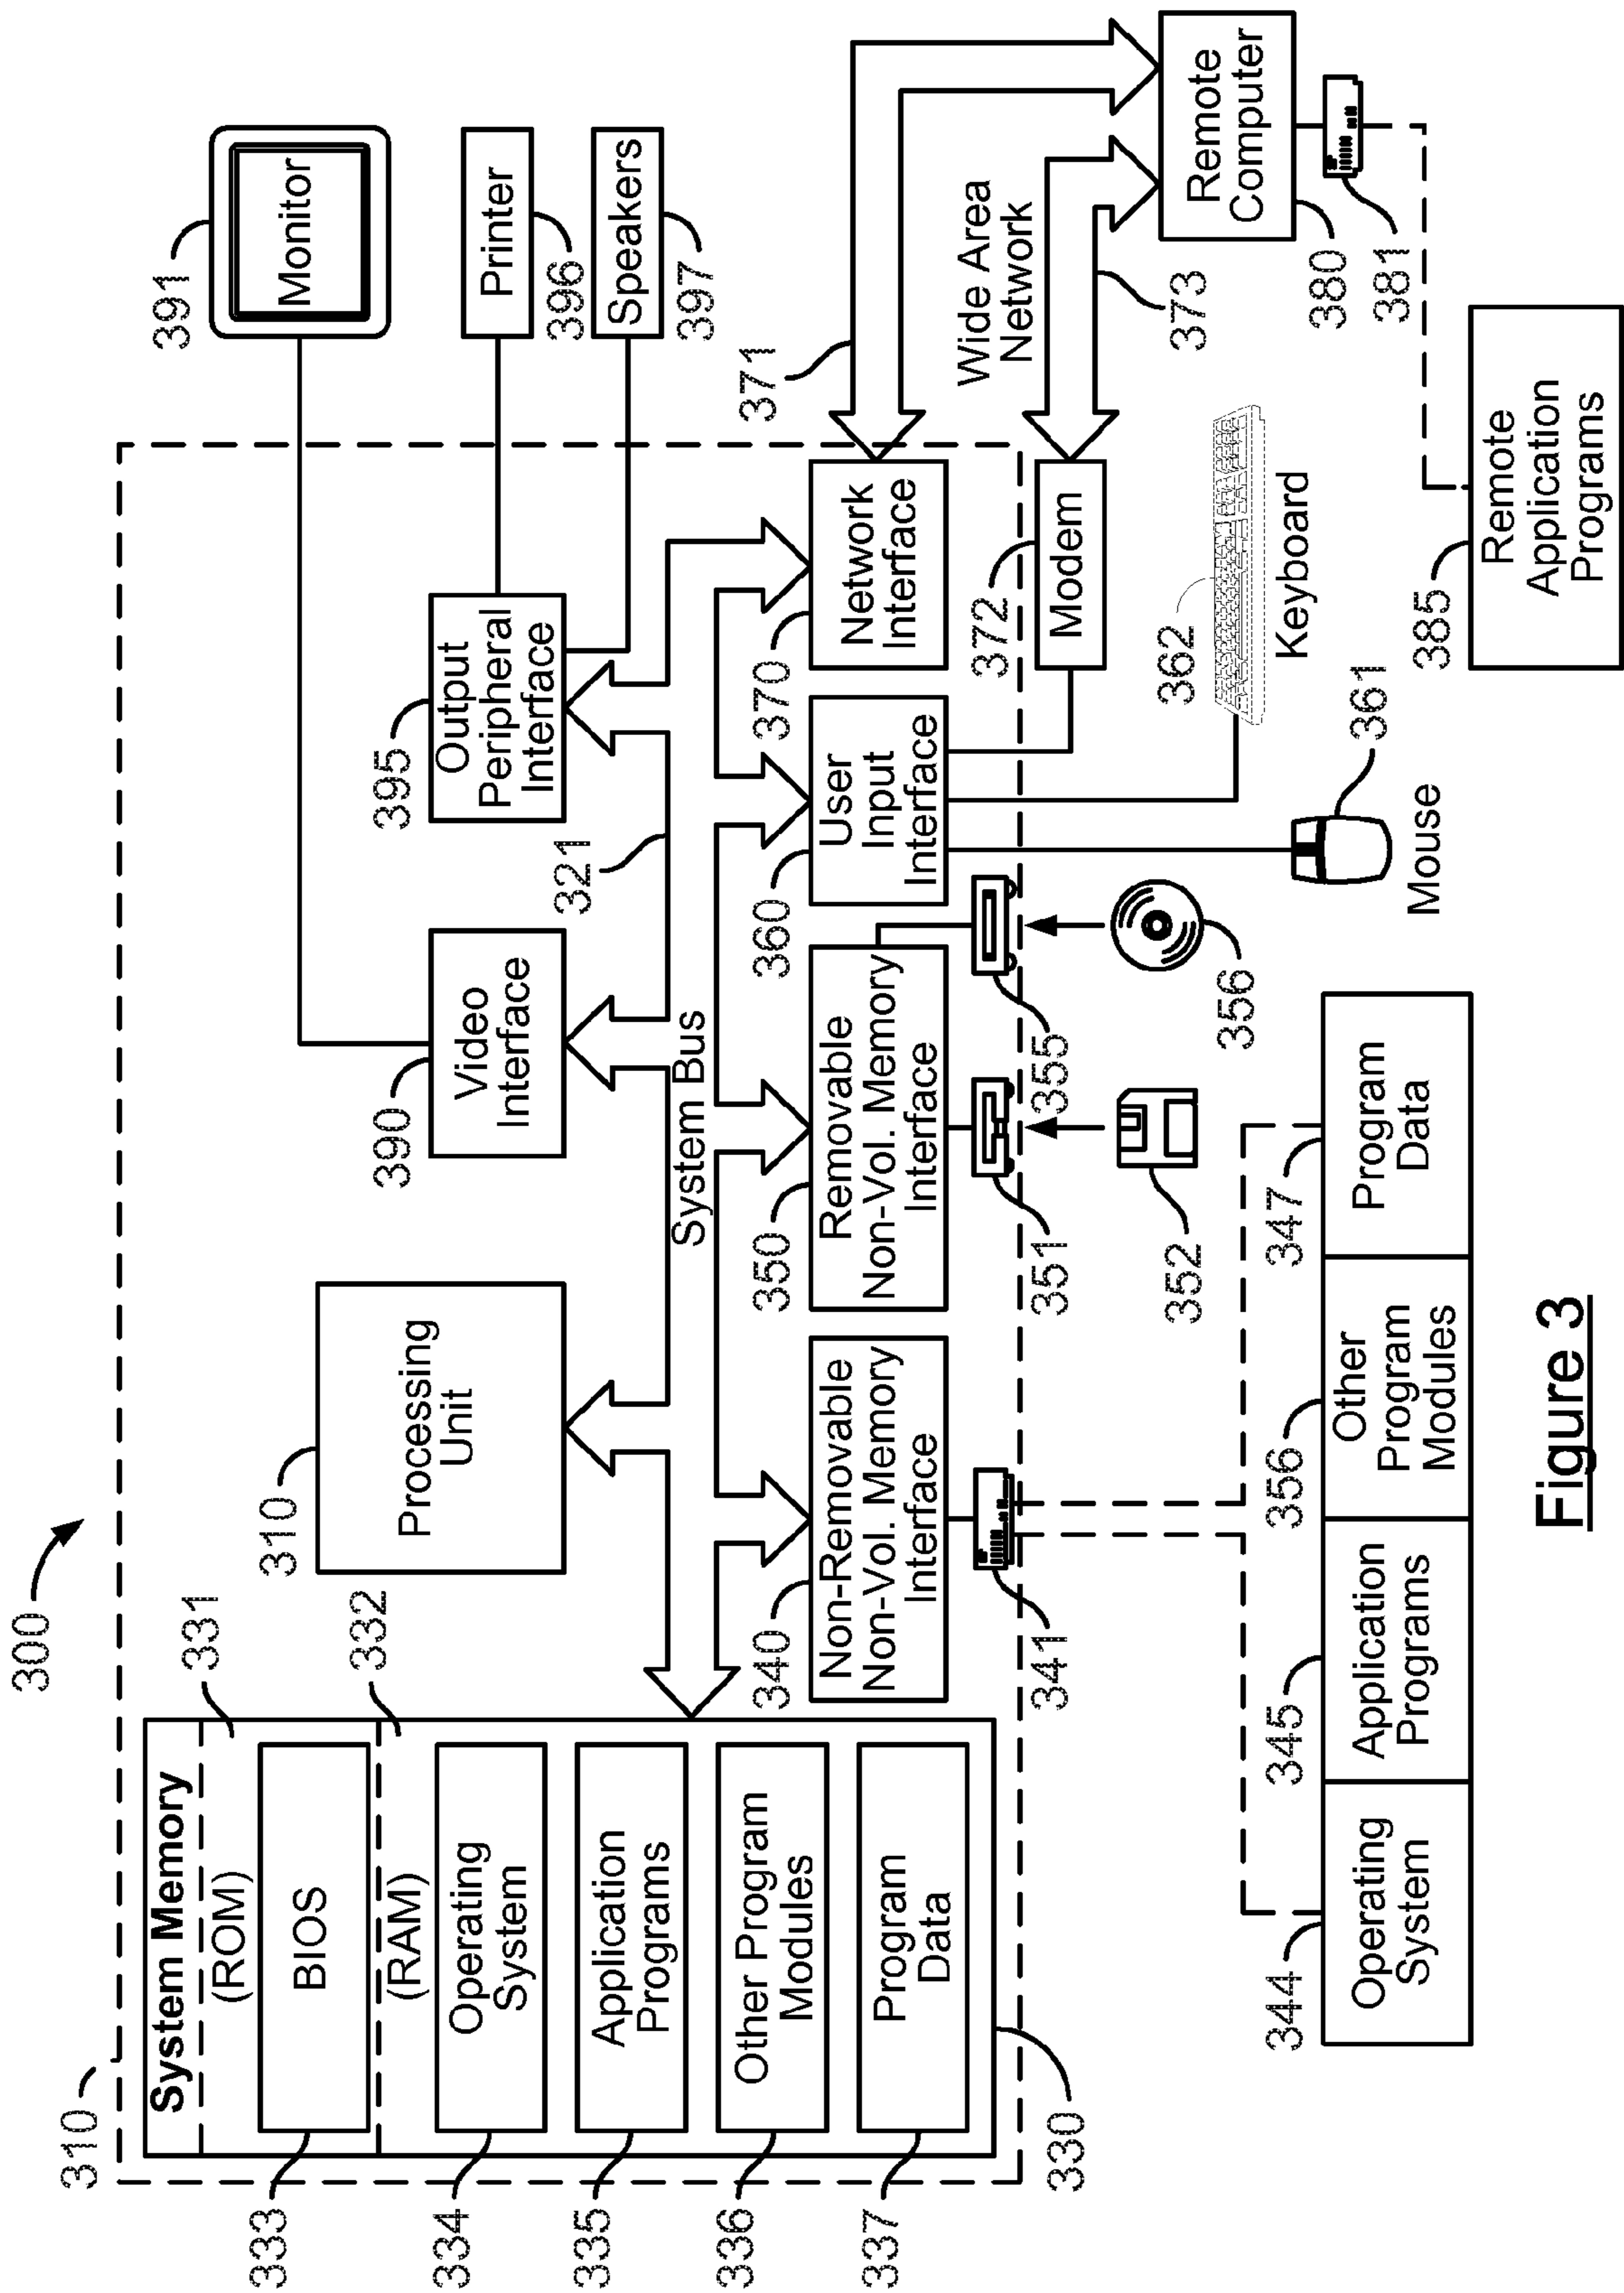 300
310
System Memory
(ROM)
331
BIOS
333
(RAM)
332
Operating
System
334
Application
Programs
335
Other Program
Modules
336
Program
Data
337
330
310
Processing
Unit
390
Video
Interface
395
Output
Peripheral
Interface
391
Monitor
Printer
396
Speakers
397
System Bus
321
340
Non-Removable
Non-Vol. Memory
Interface
350
Removable
Non-Vol. Memory
Interface
360
User
Input
Interface
370
Network
Interface
371
341
351
355
372
Modem
Wide Area
Network
373
Remote
Computer
380
381
352
356
Mouse
361
362
Keyboard
385
Remote
Application
Programs
344
Operating
System
345
Application
Programs
356
Other
Program
Modules
347
Program
Data
Figure 3